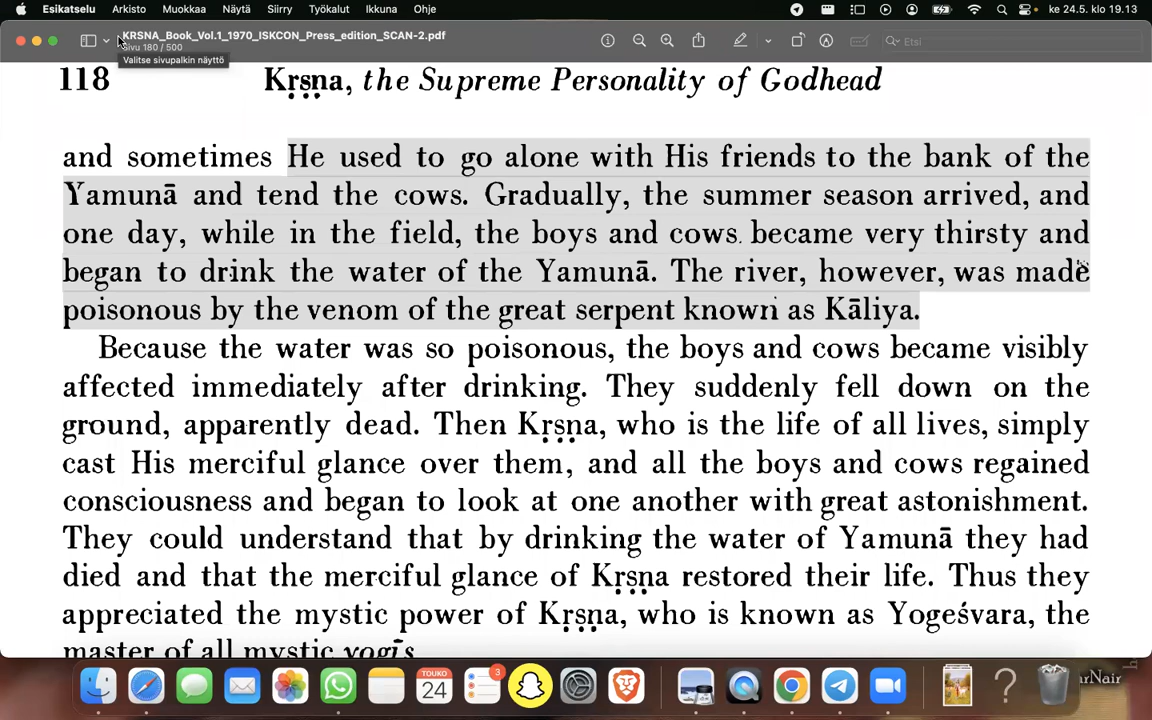 Esikatselu Arkisto Muokkaa Näytä Siirry Työkalut Ikkuna Ohje ke 24.5. klo 19.13
KRSNA_Book_Vol.1_1970_ISKCON_Press_edition_SCAN-2.pdf
Sivu 180 / 500
Etsi
Valitse sivupalkin näyttö
118 Kṛṣṇa, the Supreme Personality of Godhead
and sometimes He used to go alone with His friends to the bank of the
Yamunā and tend the cows. Gradually, the summer season arrived, and
one day, while in the field, the boys and cows became very thirsty and
began to drink the water of the Yamunā. The river, however, was made
poisonous by the venom of the great serpent known as Kāliya.
Because the water was so poisonous, the boys and cows became visibly
affected immediately after drinking. They suddenly fell down on the
ground, apparently dead. Then Kṛṣṇa, who is the life of all lives, simply
cast His merciful glance over them, and all the boys and cows regained
consciousness and began to look at one another with great astonishment.
They could understand that by drinking the water of Yamunā they had
died and that the merciful glance of Kṛṣṇa restored their life. Thus they
appreciated the mystic power of Kṛṣṇa, who is known as Yogeśvara, the
master of all mystic yogīs
TOUKO
24
3